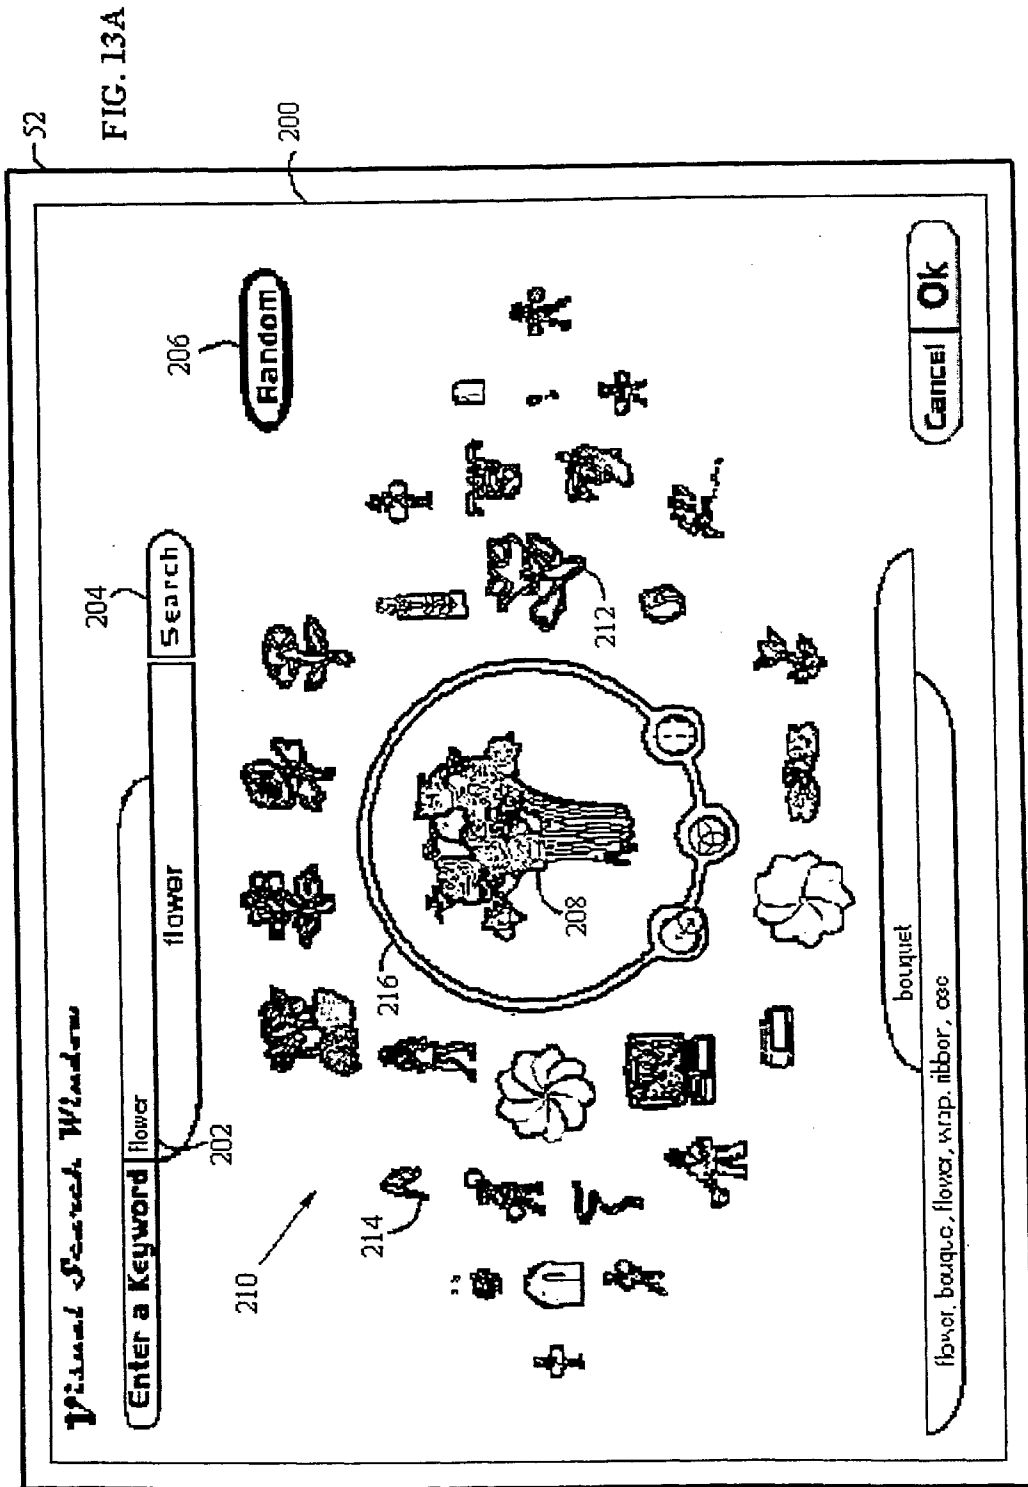 FIG. 13A
52
200
Visual Search Window
Enter a Keyword flower
flower
Search
204
202
206
Random
210
214
216
208
212
bouquet
flower, bouque, flower, wrap, ribbor,
Cancel Ok